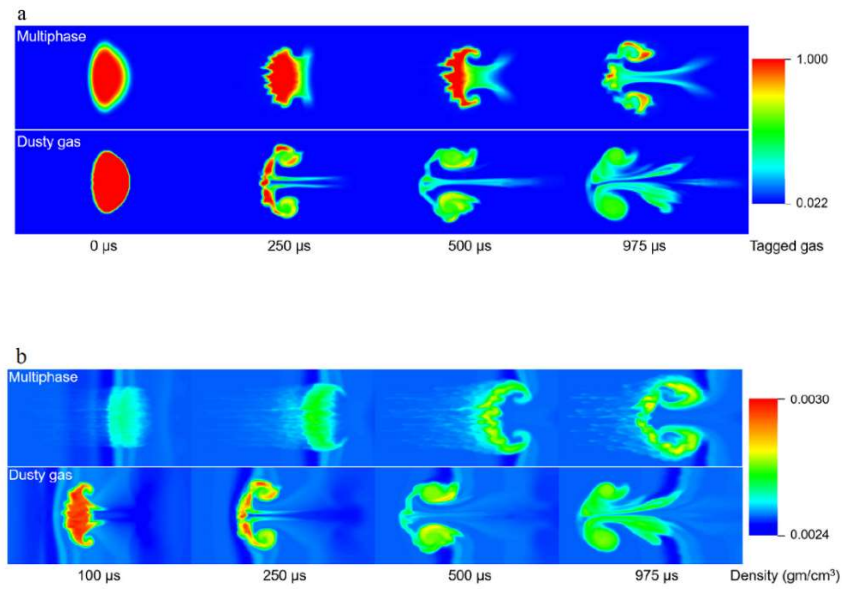 a
Multiphase
1.000
Dusty gas
0.022
0 μs 250 μs 500 μs 975 μs Tagged gas
b
Multiphase
0.0030
Dusty gas
0.0024
100 μs 250 μs 500 μs 975 μs Density (gm/cm³)